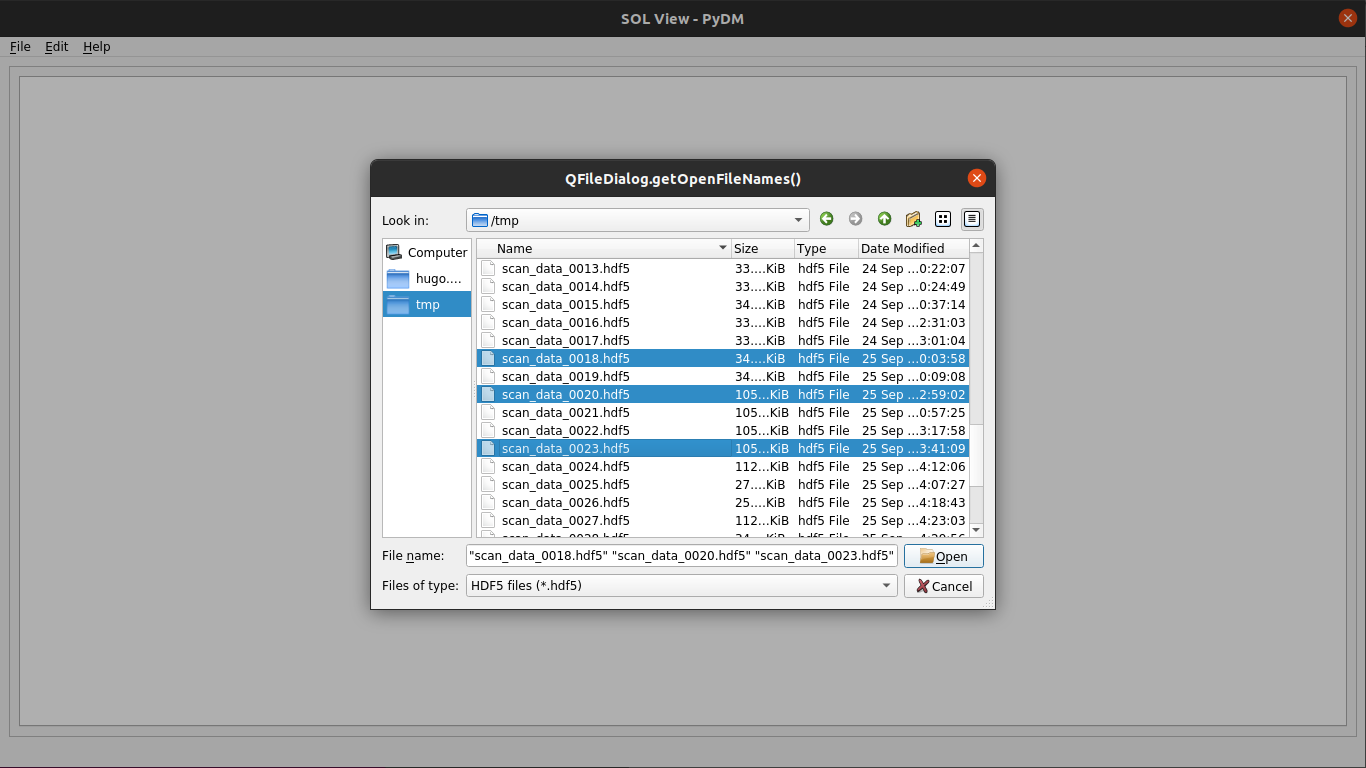 SOL View - PyDM
File Edit Help
QFileDialog.getOpenFileNames()
Look in: /tmp
Computer
hugo....
tmp
Name Size Type Date Modified
scan_data_0013.hdf5 33....KiB hdf5 File 24 Sep ...0:22:07
scan_data_0014.hdf5 33....KiB hdf5 File 24 Sep ...0:24:49
scan_data_0015.hdf5 34....KiB hdf5 File 24 Sep ...0:37:14
scan_data_0016.hdf5 33....KiB hdf5 File 24 Sep ...2:31:03
scan_data_0017.hdf5 33....KiB hdf5 File 24 Sep ...3:01:04
scan_data_0018.hdf5 34....KiB hdf5 File 25 Sep ...0:03:58
scan_data_0019.hdf5 34....KiB hdf5 File 25 Sep ...0:09:08
scan_data_0020.hdf5 105...KiB hdf5 File 25 Sep ...2:59:02
scan_data_0021.hdf5 105...KiB hdf5 File 25 Sep ...0:57:25
scan_data_0022.hdf5 105...KiB hdf5 File 25 Sep ...3:17:58
scan_data_0023.hdf5 105...KiB hdf5 File 25 Sep ...3:41:09
scan_data_0024.hdf5 112...KiB hdf5 File 25 Sep ...4:12:06
scan_data_0025.hdf5 27....KiB hdf5 File 25 Sep ...4:07:27
scan_data_0026.hdf5 25....KiB hdf5 File 25 Sep ...4:18:43
scan_data_0027.hdf5 112...KiB hdf5 File 25 Sep ...4:23:03
File name: "scan_data_0018.hdf5" "scan_data_0020.hdf5" "scan_data_0023.hdf5" Open
Files of type: HDF5 files (*.hdf5) Cancel